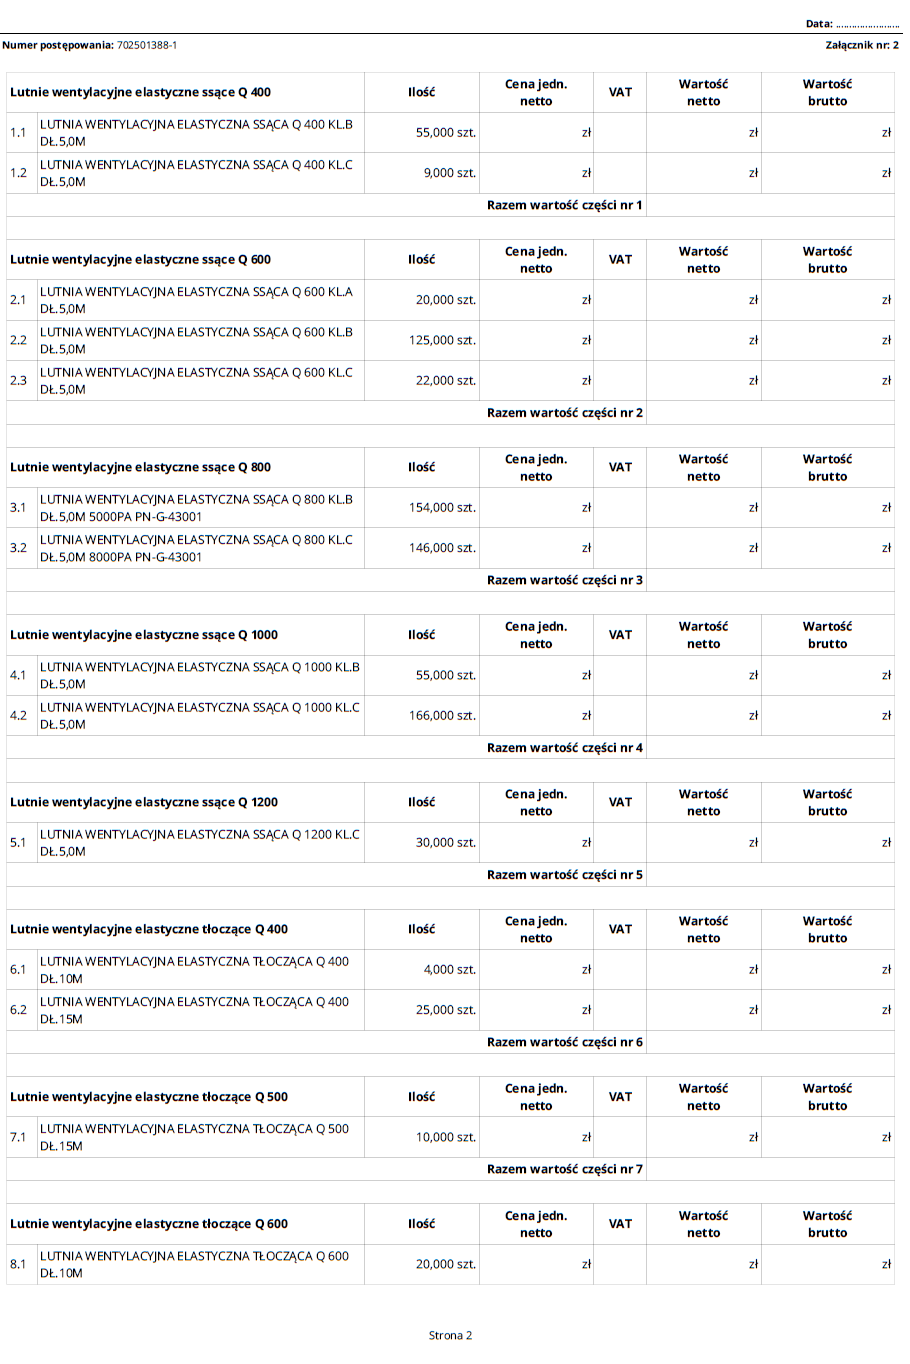 Data: ........................
Numer postępowania: 702501388-1 Załącznik nr: 2
Lutnie wentylacyjne elastyczne ssące Q 400 Ilość Cena jedn. netto VAT Wartość netto Wartość brutto
1.1 LUTNIA WENTYLACYJNA ELASTYCZNA SSĄCA Q 400 KL.B
DŁ.5,0M 55,000 szt. zł zł zł
1.2 LUTNIA WENTYLACYJNA ELASTYCZNA SSĄCA Q 400 KL.C
DŁ.5,0M 9,000 szt. zł zł zł
Razem wartość części nr 1
Lutnie wentylacyjne elastyczne ssące Q 600 Ilość Cena jedn. netto VAT Wartość netto Wartość brutto
2.1 LUTNIA WENTYLACYJNA ELASTYCZNA SSĄCA Q 600 KL.A
DŁ.5,0M 20,000 szt. zł zł zł
2.2 LUTNIA WENTYLACYJNA ELASTYCZNA SSĄCA Q 600 KL.B
DŁ.5,0M 125,000 szt. zł zł zł
2.3 LUTNIA WENTYLACYJNA ELASTYCZNA SSĄCA Q 600 KL.C
DŁ.5,0M 22,000 szt. zł zł zł
Razem wartość części nr 2
Lutnie wentylacyjne elastyczne ssące Q 800 Ilość Cena jedn. netto VAT Wartość netto Wartość brutto
3.1 LUTNIA WENTYLACYJNA ELASTYCZNA SSĄCA Q 800 KL.B
DŁ.5,0M 5000PA PN-G-43001 154,000 szt. zł zł zł
3.2 LUTNIA WENTYLACYJNA ELASTYCZNA SSĄCA Q 800 KL.C
DŁ.5,0M 8000PA PN-G-43001 146,000 szt. zł zł zł
Razem wartość części nr 3
Lutnie wentylacyjne elastyczne ssące Q 1000 Ilość Cena jedn. netto VAT Wartość netto Wartość brutto
4.1 LUTNIA WENTYLACYJNA ELASTYCZNA SSĄCA Q 1000 KL.B
DŁ.5,0M 55,000 szt. zł zł zł
4.2 LUTNIA WENTYLACYJNA ELASTYCZNA SSĄCA Q 1000 KL.C
DŁ.5,0M 166,000 szt. zł zł zł
Razem wartość części nr 4
Lutnie wentylacyjne elastyczne ssące Q 1200 Ilość Cena jedn. netto VAT Wartość netto Wartość brutto
5.1 LUTNIA WENTYLACYJNA ELASTYCZNA SSĄCA Q 1200 KL.C
DŁ.5,0M 30,000 szt. zł zł zł
Razem wartość części nr 5
Lutnie wentylacyjne elastyczne tłoczące Q 400 Ilość Cena jedn. netto VAT Wartość netto Wartość brutto
6.1 LUTNIA WENTYLACYJNA ELASTYCZNA TŁOCZĄCA Q 400
DŁ.10M 4,000 szt. zł zł zł
6.2 LUTNIA WENTYLACYJNA ELASTYCZNA TŁOCZĄCA Q 400
DŁ.15M 25,000 szt. zł zł zł
Razem wartość części nr 6
Lutnie wentylacyjne elastyczne tłoczące Q 500 Ilość Cena jedn. netto VAT Wartość netto Wartość brutto
7.1 LUTNIA WENTYLACYJNA ELASTYCZNA TŁOCZĄCA Q 500
DŁ.15M 10,000 szt. zł zł zł
Razem wartość części nr 7
Lutnie wentylacyjne elastyczne tłoczące Q 600 Ilość Cena jedn. netto VAT Wartość netto Wartość brutto
8.1 LUTNIA WENTYLACYJNA ELASTYCZNA TŁOCZĄCA Q 600
DŁ.10M 20,000 szt. zł zł zł
Strona 2